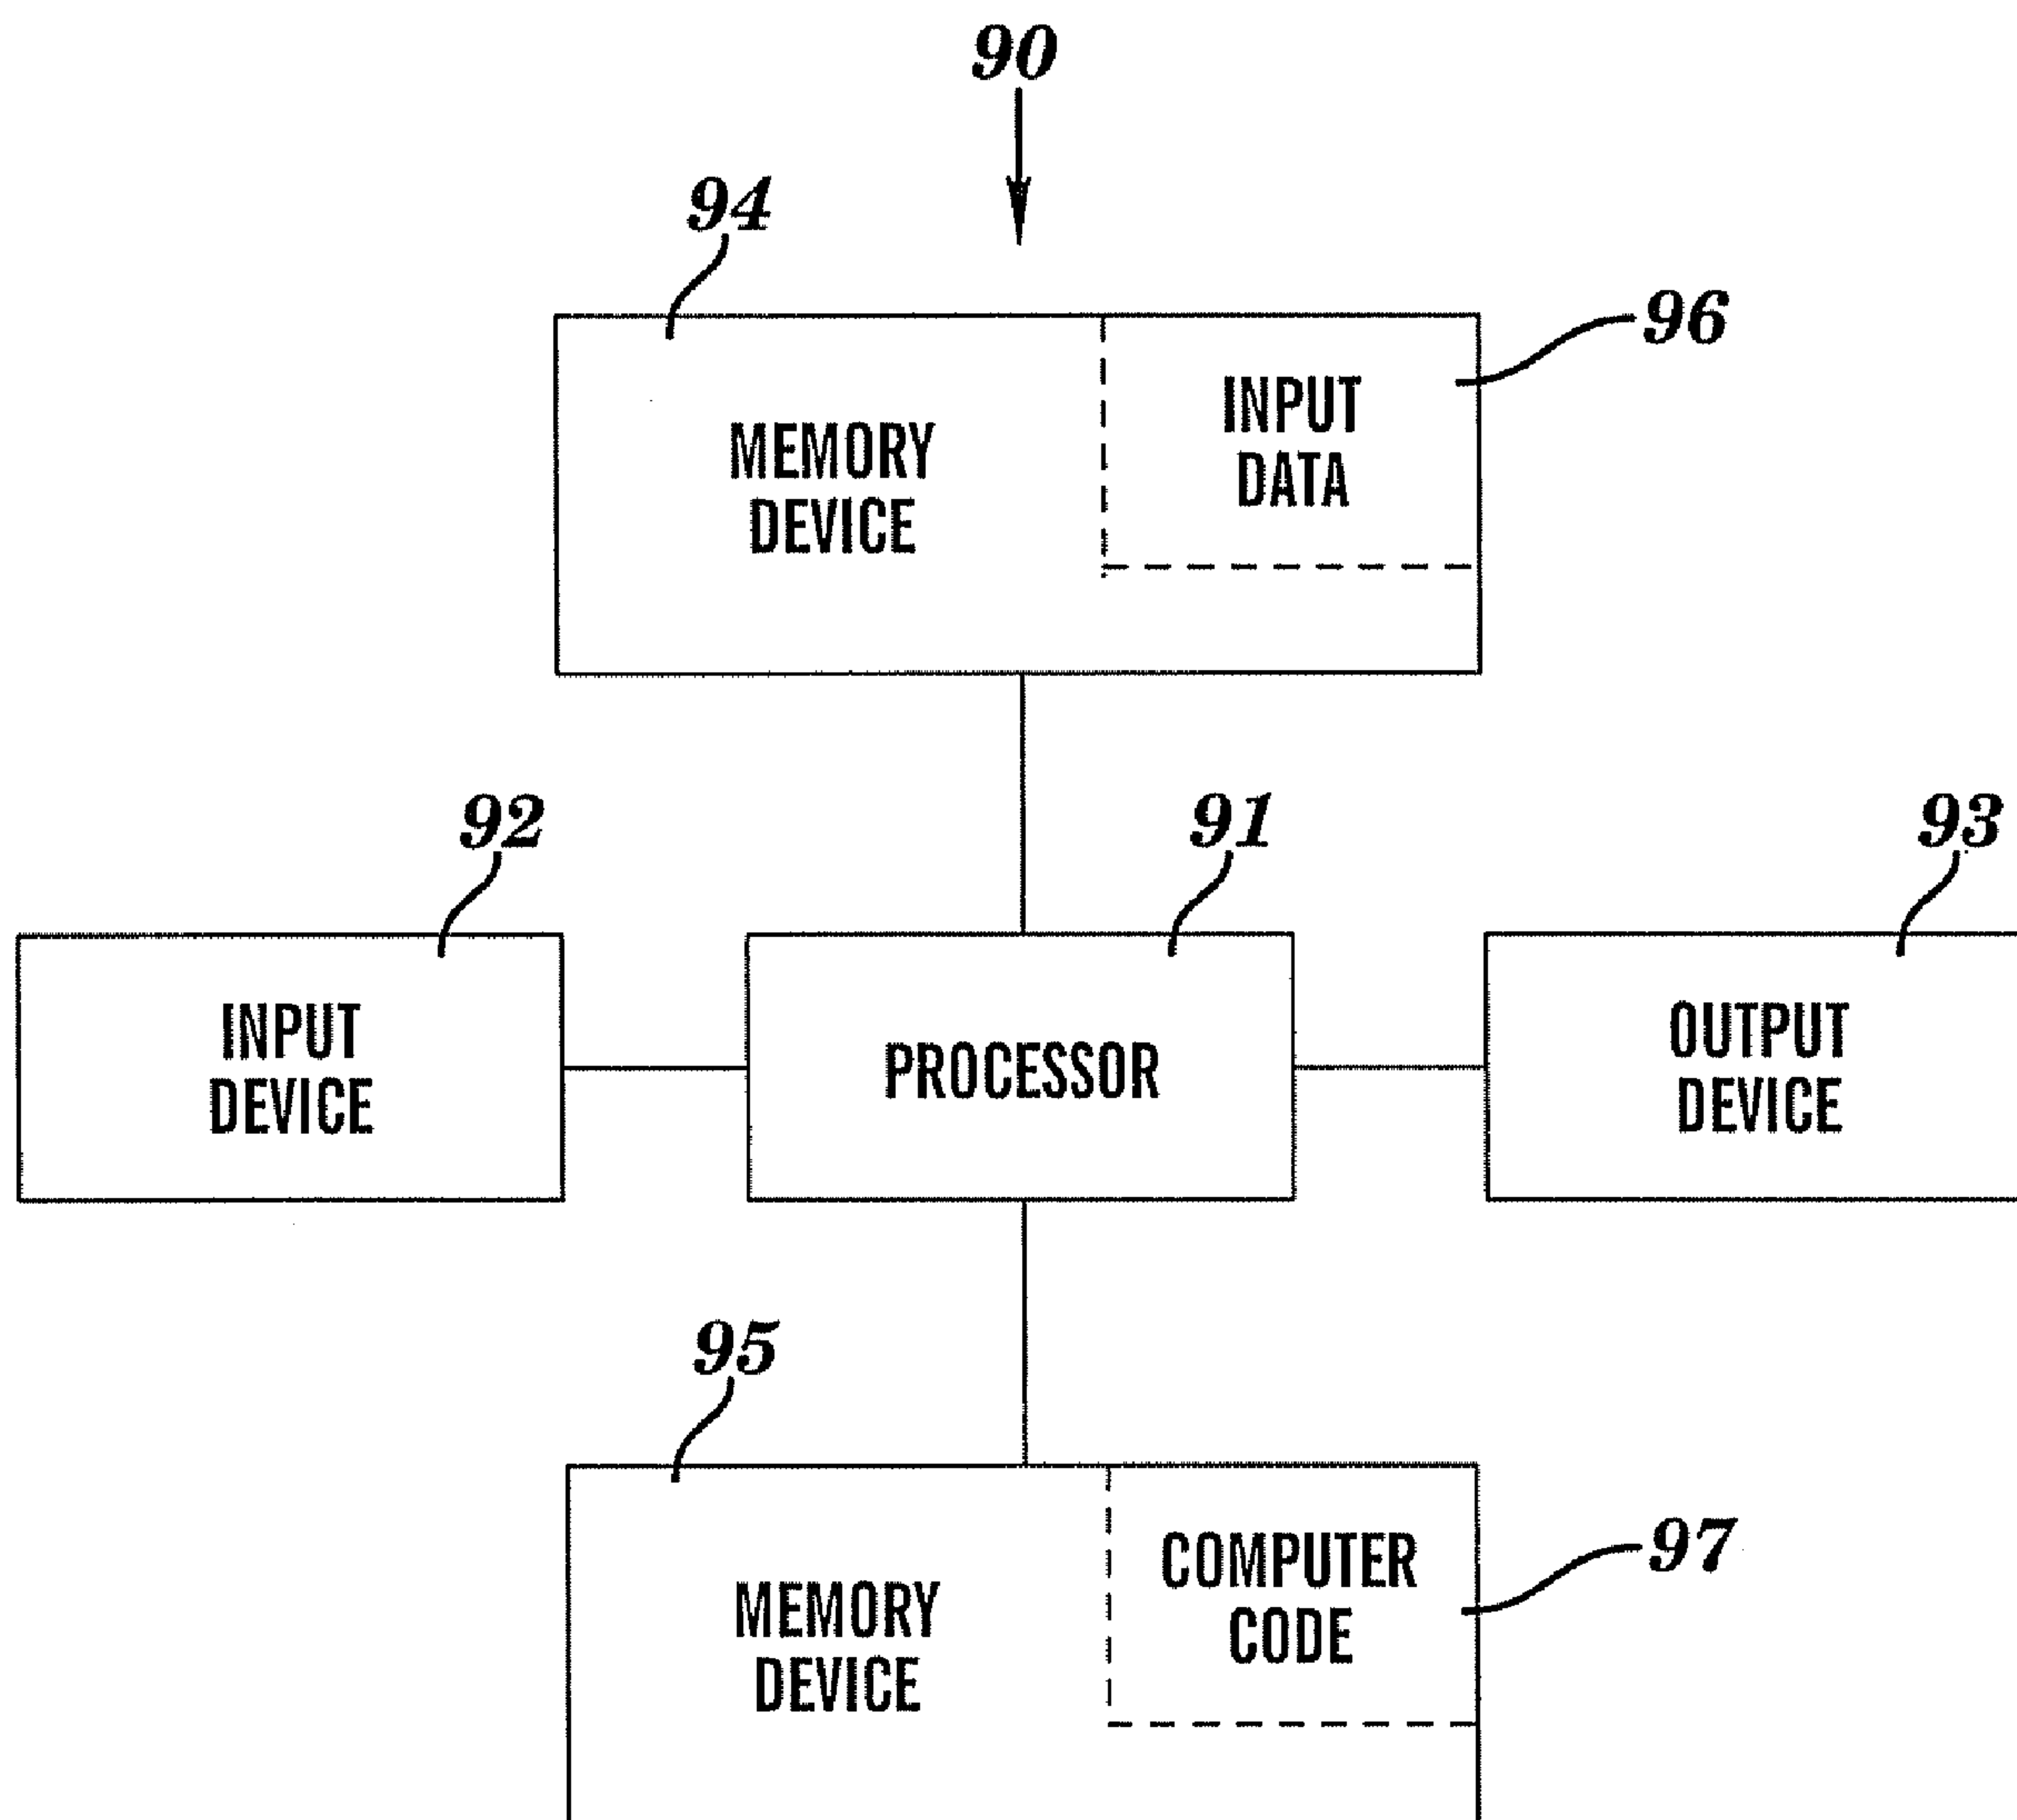 90
94
96
INPUT
DATA
MEMORY
DEVICE
92
91
93
INPUT
DEVICE
PROCESSOR
OUTPUT
DEVICE
95
97
COMPUTER
CODE
MEMORY
DEVICE